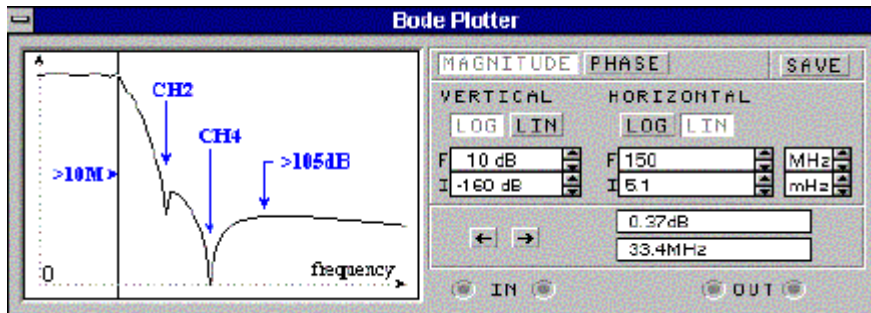 Bode Plotter
CH2
CH4
>10M
>105dB
0
frequency
MAGNITUDE PHASE SAVE
VERTICAL HORIZONTAL
LOG LIN LOG LIN
F 10 dB F 150 MHz
I -160 dB I 5.1 mHz
0.37dB
33.4MHz
IN OUT